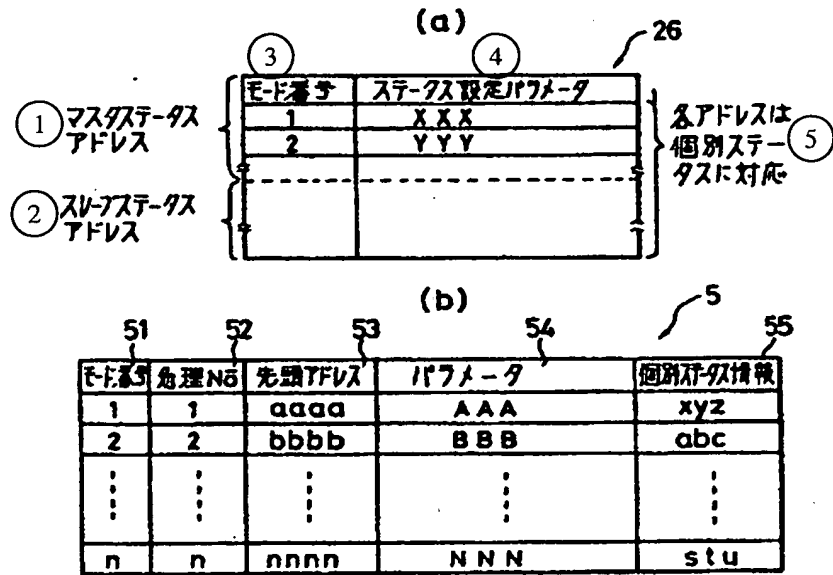 (a)
26
③ ④
モード番号 ステータス設定パラメータ
1 X X X
2 Y Y Y
① マスタステータス
アドレス
② スレーブステータス
アドレス
各アドレスは
個別ステー
タスに対応
⑤
(b)
5
51 52 53 54 55
モード番号 処理No 先頭アドレス パラメータ 個別ステータス情報
1 1 aaaa A A A xyz
2 2 bbbb B B B abc
n n nnnn N N N stu